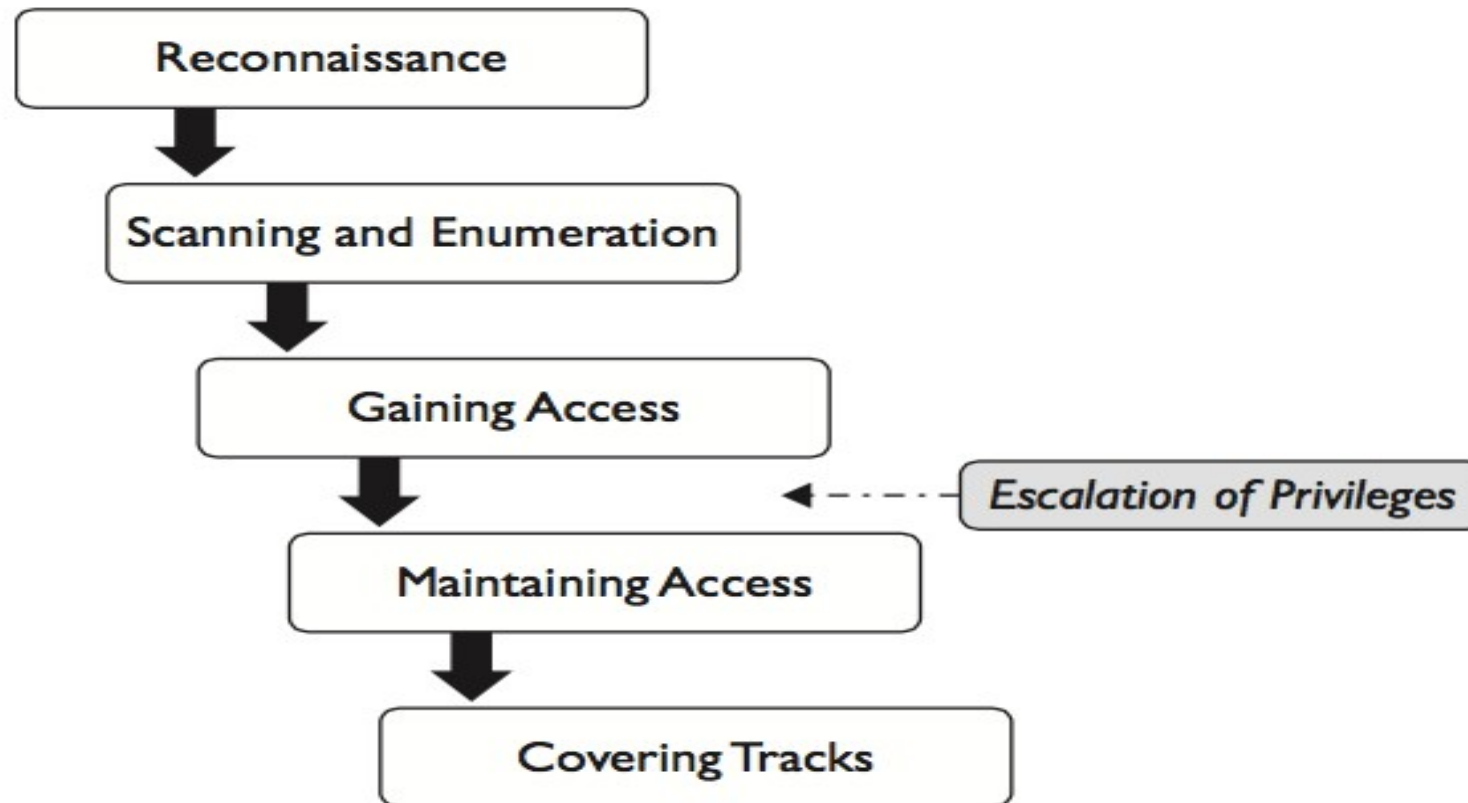 Reconnaissance
Scanning and Enumeration
Gaining Access
Escalation of Privileges
Maintaining Access
Covering Tracks